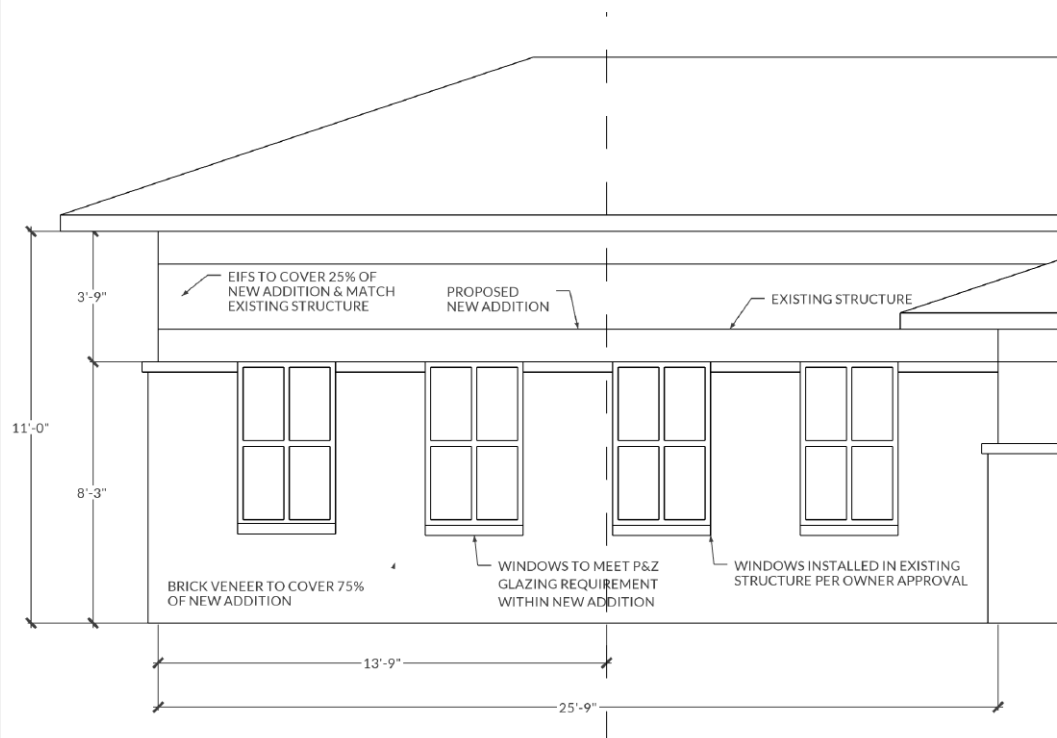 EIFS TO COVER 25% OF
NEW ADDITION & MATCH
EXISTING STRUCTURE
PROPOSED
NEW ADDITION
EXISTING STRUCTURE
3'-9"
11'-0"
8'-3"
BRICK VENEER TO COVER 75%
OF NEW ADDITION
WINDOWS TO MEET P&Z
GLAZING REQUIREMENT
WITHIN NEW ADDITION
WINDOWS INSTALLED IN EXISTING
STRUCTURE PER OWNER APPROVAL
13'-9"
25'-9"